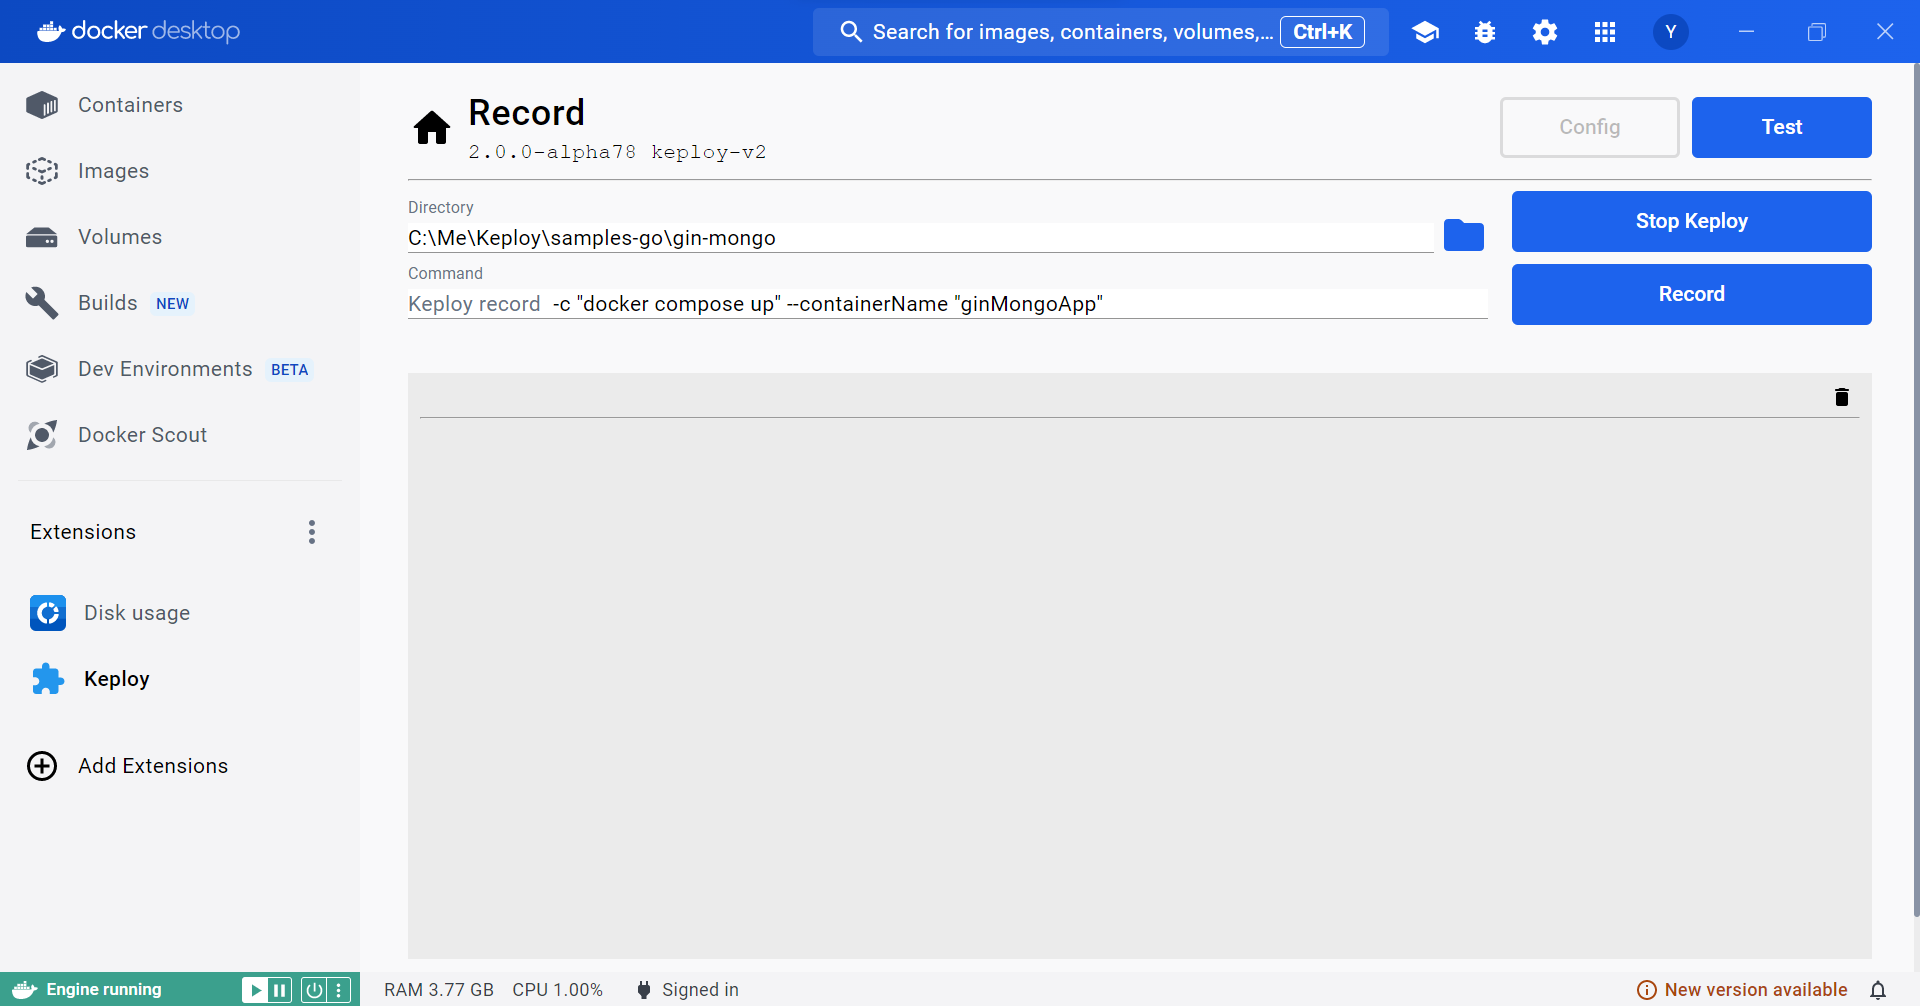 docker desktop
Search for images, containers, volumes,... Ctrl+K
Y
Containers
Images
Volumes
Builds NEW
Dev Environments BETA
Docker Scout
Extensions
Disk usage
Keploy
Add Extensions
Record
2.0.0-alpha78 keploy-v2
Config
Test
Directory
C:\Me\Keploy\samples-go\gin-mongo
Stop Keploy
Command
Keploy record -c "docker compose up" --containerName "ginMongoApp"
Record
Engine running
RAM 3.77 GB CPU 1.00% Signed in
New version available